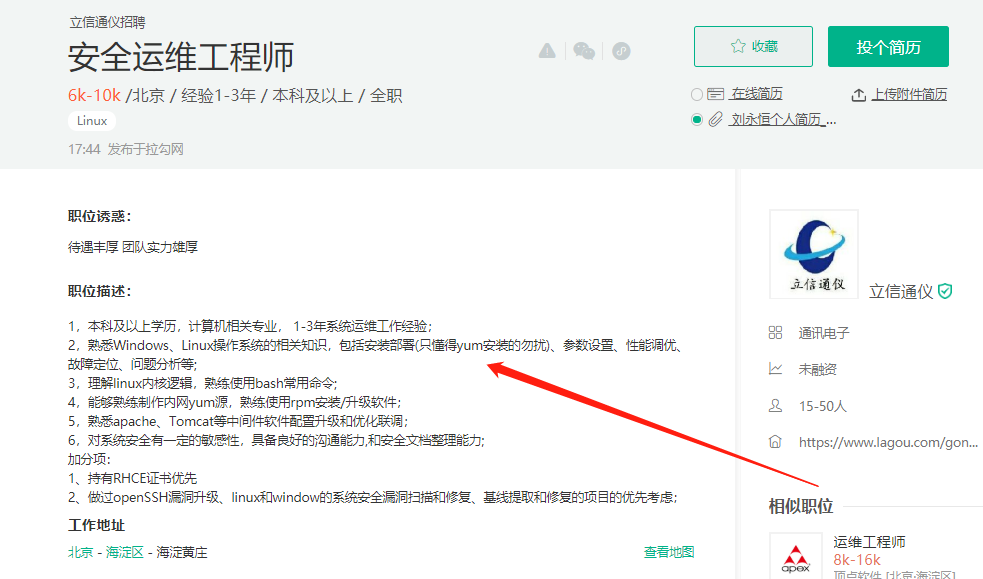 立信通仪招聘
安全运维工程师
收藏
投个简历
6k-10k /北京 / 经验1-3年 / 本科及以上 / 全职
在线简历
上传附件简历
Linux
刘永恒个人简历_...
17:44 发布于拉勾网
职位诱惑：
待遇丰厚 团队实力雄厚
职位描述：
1，本科及以上学历，计算机相关专业， 1-3年系统运维工作经验；
2，熟悉Windows、Linux操作系统的相关知识，包括安装部署(只懂得yum安装的勿扰)、参数设置、性能调优、
故障定位、问题分析等;
3，理解linux内核逻辑，熟练使用bash常用命令;
4，能够熟练制作内网yum源，熟练使用rpm安装/升级软件；
5，熟悉apache、Tomcat等中间件软件配置升级和优化联调；
6，对系统安全有一定的敏感性，具备良好的沟通能力,和安全文档整理能力;
加分项：
1、持有RHCE证书优先
2、做过openSSH漏洞升级、linux和window的系统安全漏洞扫描和修复、基线提取和修复的项目的优先考虑；
工作地址
北京 - 海淀区 - 海淀黄庄
查看地图
立信通仪
立信通仪
通讯电子
未融资
15-50人
https://www.lagou.com/gon...
相似职位
运维工程师
8k-16k
apex
顶点软件 [北京·海淀区]